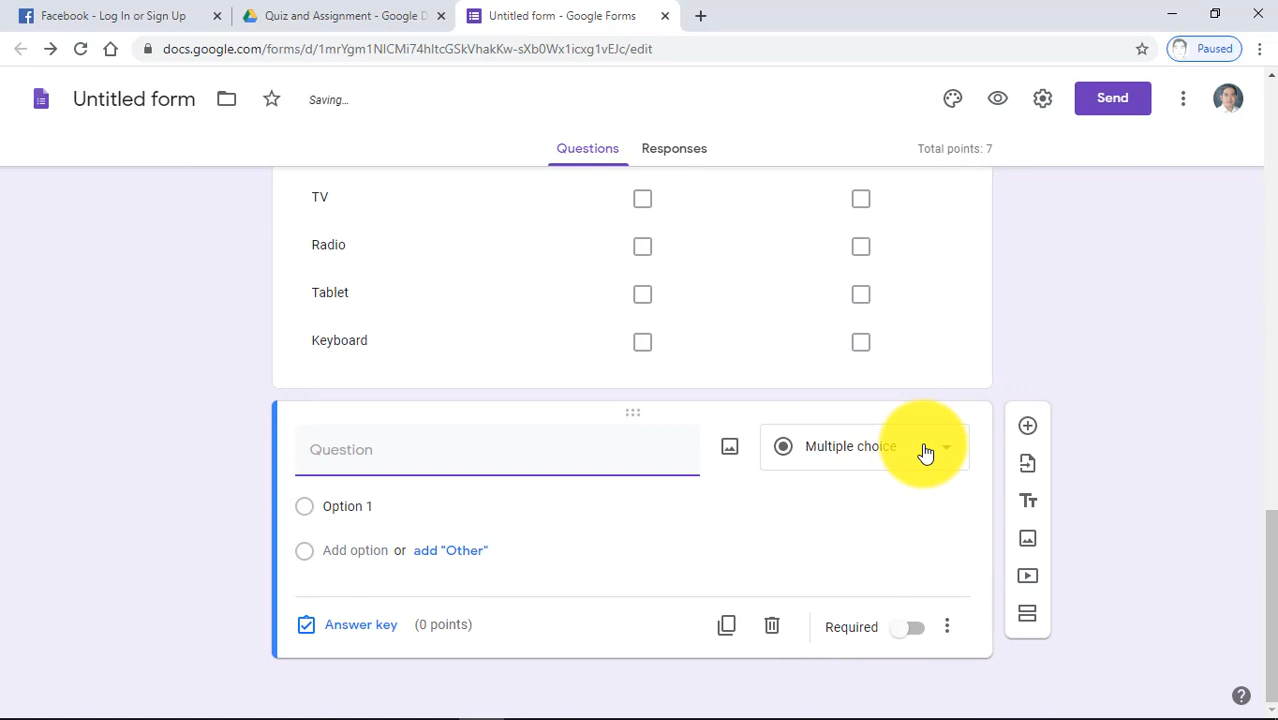 Facebook - Log In or Sign Up
Quiz and Assignment - Google D
Untitled form - Google Forms
docs.google.com/forms/d/1mrYgm1NICMi74hItcGSkVhakKw-sXb0Wx1icxg1vEJc/edit
Paused
Untitled form
Saving...
Send
Questions
Responses
Total points: 7
TV
Radio
Tablet
Keyboard
Question
Multiple choice
Option 1
Add option or add "Other"
Answer key (0 points)
Required